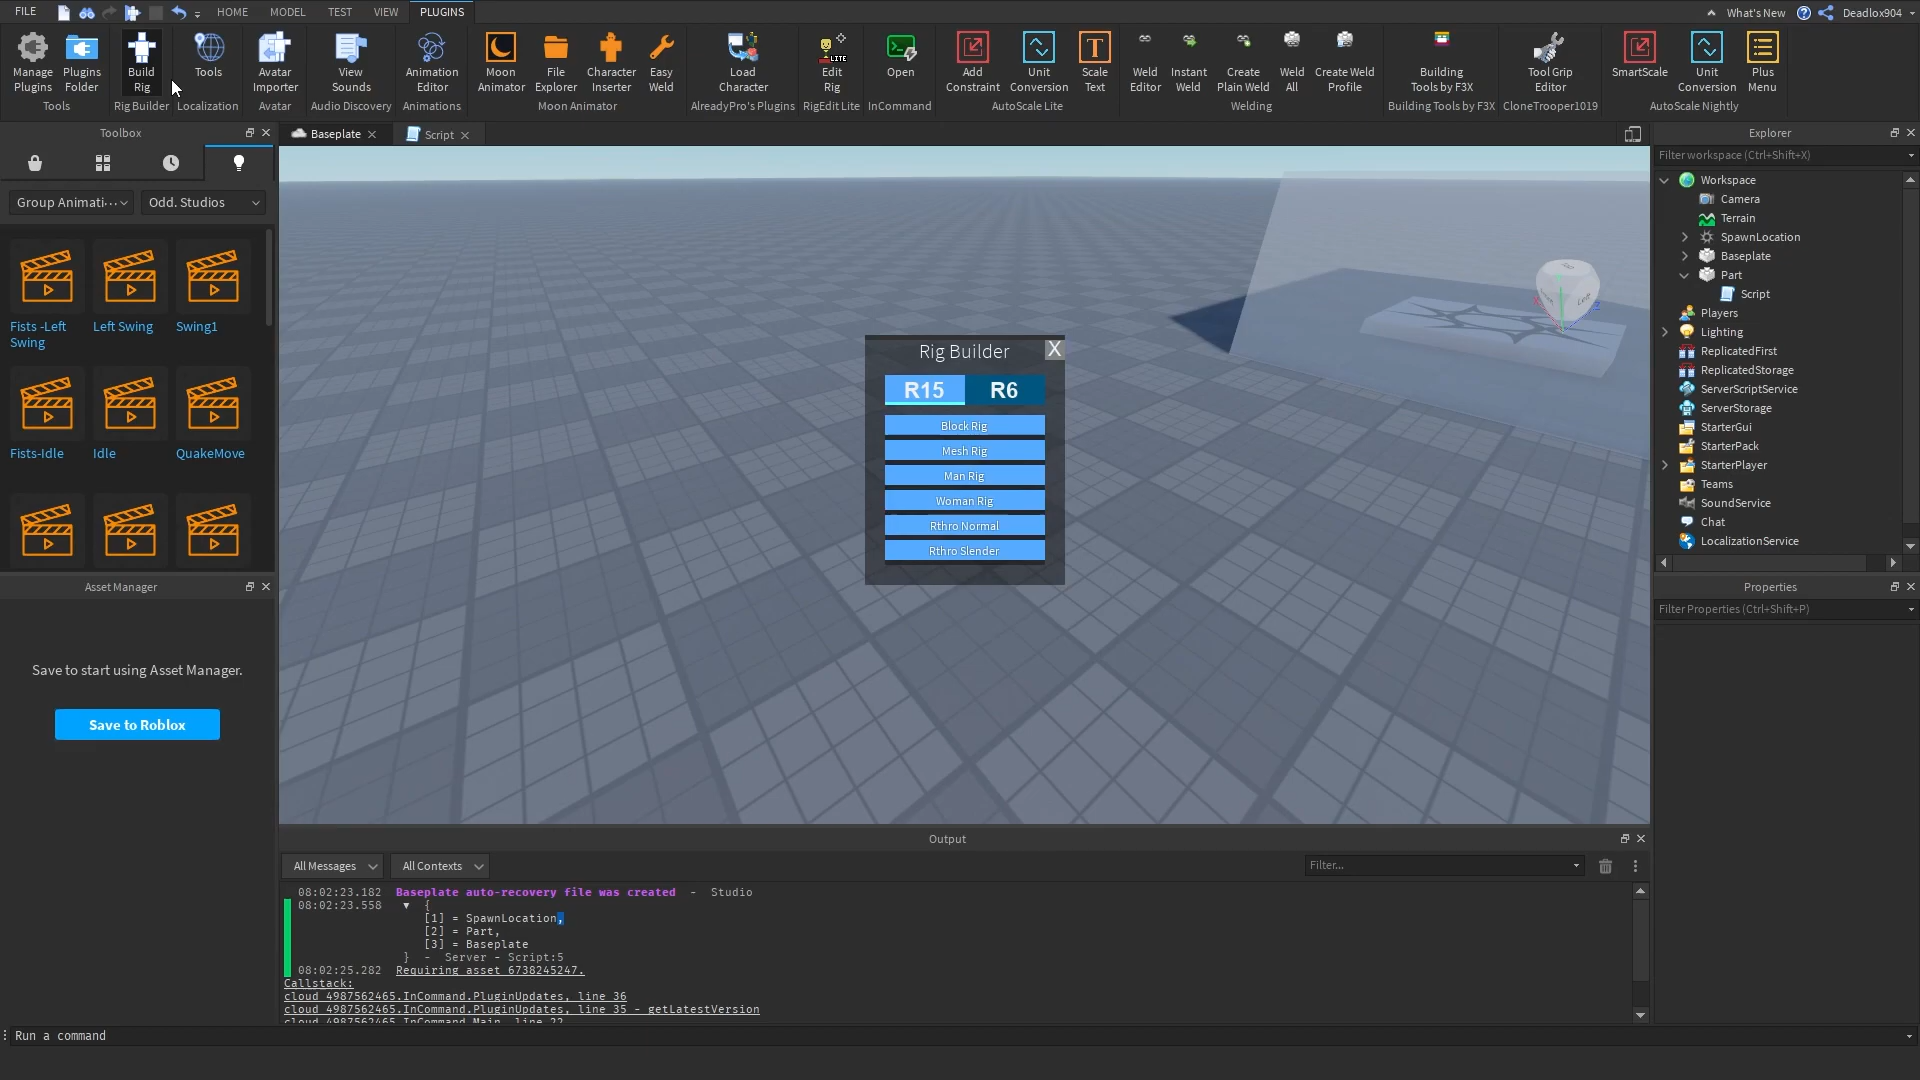 FILE HOME MODEL TEST VIEW PLUGINS What's New Deadlox904
Manage Plugins
Plugins Folder
Tools
Build Rig
Rig Builder
Tools
Localization
Avatar Importer
Avatar
View Sounds
Audio Discovery
Animation Editor
Animations
Moon Animator
File Explorer
Character Inserter
Easy Weld
Moon Animator
Load Character
AlreadyPro's Plugins
LITE
Edit Rig
RigEdit Lite
Open
InCommand
Add Constraint
Unit Conversion
T
Scale Text
AutoScale Lite
Weld Editor
Instant Weld
Create Plain Weld
Weld All
Create Weld Profile
Welding
Building Tools by F3X
Building Tools by F3X
Tool Grip Editor
CloneTrooper1019
SmartScale
Unit Conversion
Plus Menu
AutoScale Nightly
Toolbox
Group Animati... Odd. Studios
Fists -Left Swing
Left Swing
Swing1
Fists-Idle
Idle
QuakeMove
Asset Manager
Save to start using Asset Manager.
Save to Roblox
Baseplate
Script
Rig Builder X
R15 R6
Block Rig
Mesh Rig
Man Rig
Woman Rig
Rthro Normal
Rthro Slender
Left
Output
All Messages All Contexts Filter...
08:02:23.182 Baseplate auto-recovery file was created - Studio
08:02:23.558 ▼ {
[1] = SpawnLocation,
[2] = Part,
[3] = Baseplate
} - Server - Script:5
08:02:25.282 Requiring asset 6738245247.
Callstack:
cloud_4987562465.InCommand.PluginUpdates, line 36
cloud_4987562465.InCommand.PluginUpdates, line 35 - getLatestVersion
cloud_4987562465.InCommand.Main, line 22
Run a command
Explorer
Filter workspace (Ctrl+Shift+X)
Workspace
Camera
Terrain
SpawnLocation
Baseplate
Part
Script
Players
Lighting
ReplicatedFirst
ReplicatedStorage
ServerScriptService
ServerStorage
StarterGui
StarterPack
StarterPlayer
Teams
SoundService
Chat
LocalizationService
Properties
Filter Properties (Ctrl+Shift+P)